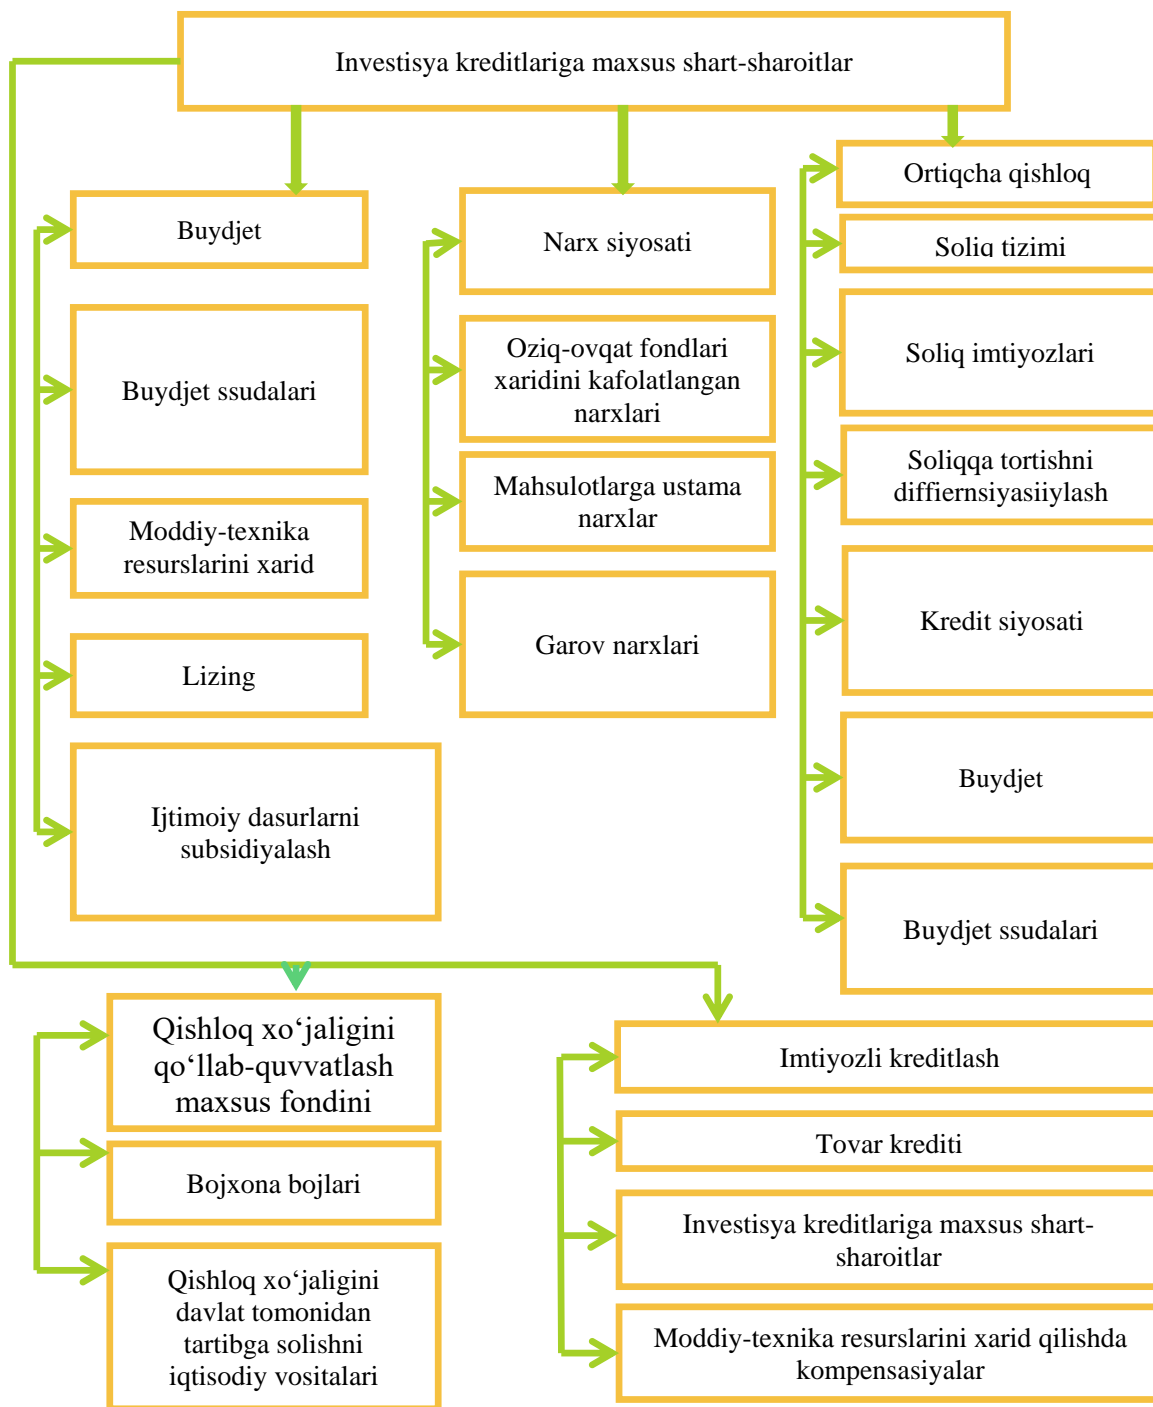 Investisya kreditlariga maxsus shart-sharoitlar
Buydjet
Buydjet ssudalari
Moddiy-texnika
resurslarini xarid
Lizing
Ijtimoiy dasurlarni
subsidiyalash
Narx siyosati
Oziq-ovqat fondlari
xaridini kafolatlangan
narxlari
Mahsulotlarga ustama
narxlar
Garov narxlari
Ortiqcha qishloq
Soliq tizimi
Soliq imtiyozlari
Soliqqa tortishni
diffiernsiyasiiylash
Kredit siyosati
Buydjet
Buydjet ssudalari
Qishloq xo‘jaligini
qo‘llab-quvvatlash
maxsus fondini
Bojxona bojlari
Qishloq xo‘jaligini
davlat tomonidan
tartibga solishni
iqtisodiy vositalari
Imtiyozli kreditlash
Tovar krediti
Investisya kreditlariga maxsus shart-
sharoitlar
Moddiy-texnika resurslarini xarid qilishda
kompensasiyalar